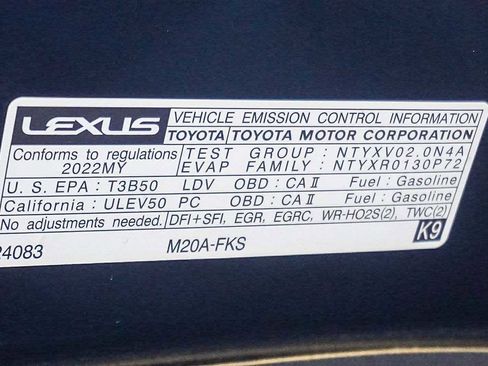 LEXUS
VEHICLE EMISSION CONTROL INFORMATION
TOYOTA TOYOTA MOTOR CORPORATION
Conforms to regulations
2022MY
TEST GROUP : NTYXV02.0N4A
EVAP FAMILY : NTYXR0130P72
U. S. EPA : T3B50 LDV OBD : CA II Fuel : Gasoline
California : ULEV50 PC OBD : CA II Fuel : Gasoline
No adjustments needed. DFI+SFI, EGR, EGRC, WR-HO2S(2), TWC(2)
24083 M20A-FKS K9